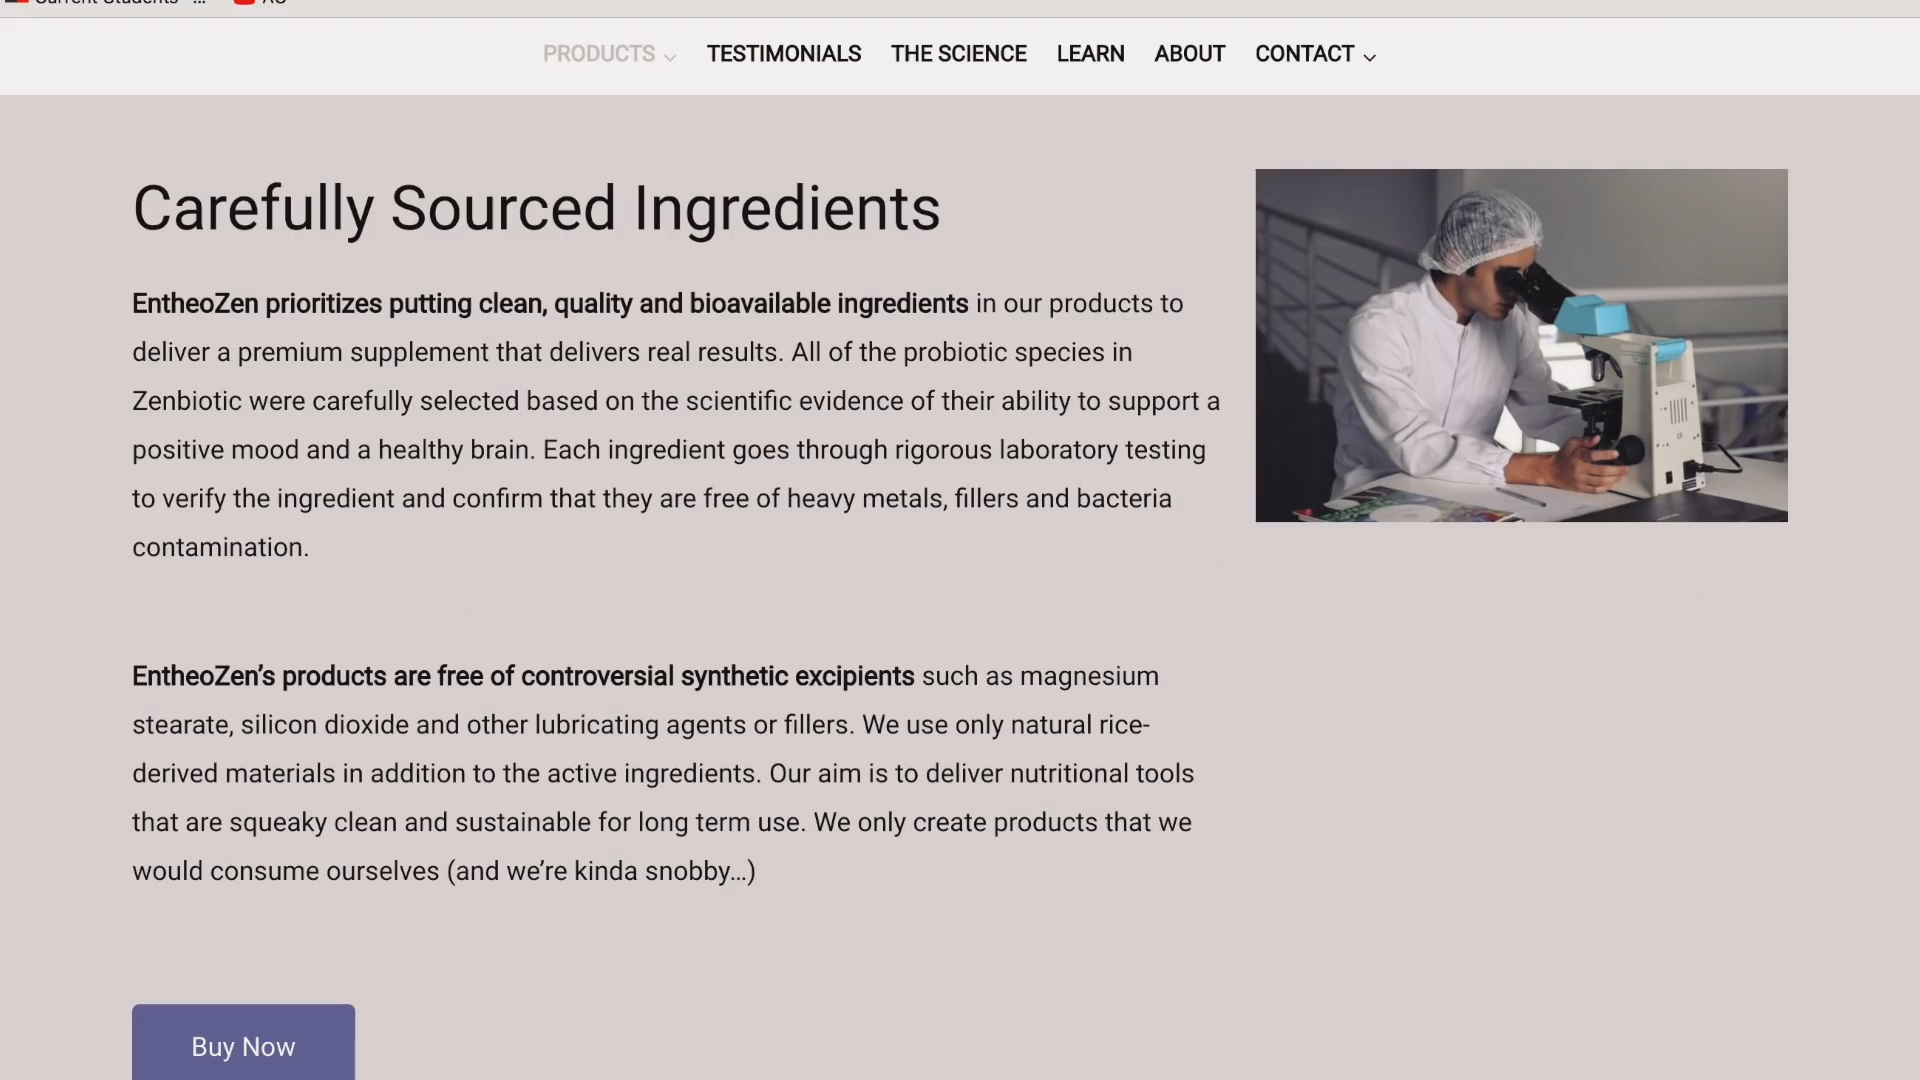 Current Students - ...
PRODUCTS
TESTIMONIALS
THE SCIENCE
LEARN
ABOUT
CONTACT
Carefully Sourced Ingredients
EntheoZen prioritizes putting clean, quality and bioavailable ingredients in our products to
deliver a premium supplement that delivers real results. All of the probiotic species in
Zenbiotic were carefully selected based on the scientific evidence of their ability to support a
positive mood and a healthy brain. Each ingredient goes through rigorous laboratory testing
to verify the ingredient and confirm that they are free of heavy metals, fillers and bacteria
contamination.
EntheoZen’s products are free of controversial synthetic excipients such as magnesium
stearate, silicon dioxide and other lubricating agents or fillers. We use only natural rice-
derived materials in addition to the active ingredients. Our aim is to deliver nutritional tools
that are squeaky clean and sustainable for long term use. We only create products that we
would consume ourselves (and we’re kinda snobby...)
Buy Now